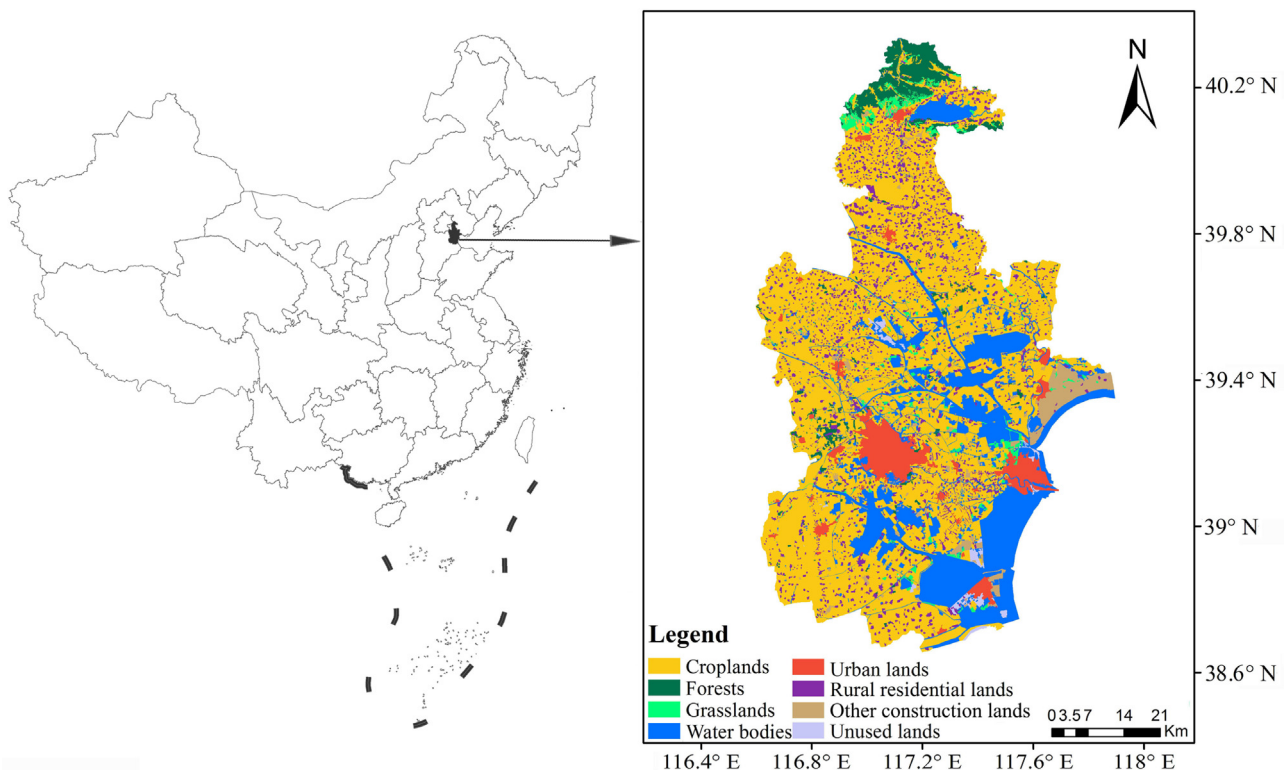 N
40.2° N
39.8° N
39.4° N
39° N
38.6° N
Legend
Croplands
Forests
Grasslands
Water bodies
Urban lands
Rural residential lands
Other construction lands
Unused lands
0 3.5 7 14 21
Km
116.4° E 116.8° E 117.2° E 117.6° E 118° E